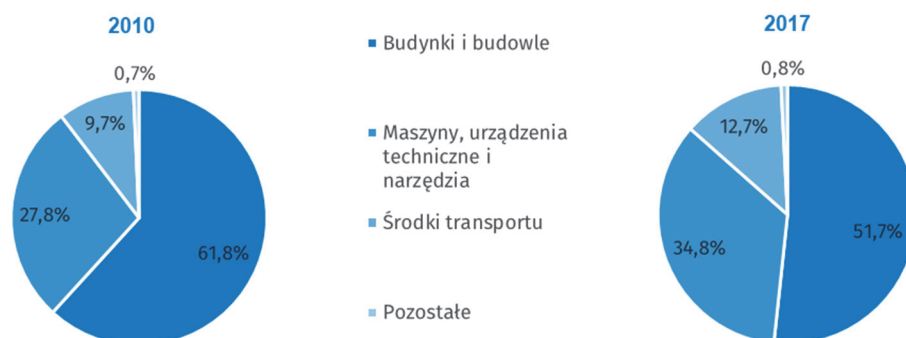 2010
0,7%
9,7%
27,8%
61,8%
Budynki i budowle
Maszyny, urządzenia
techniczne i
narzędzia
Środki transportu
Pozostałe
2017
0,8%
12,7%
34,8%
51,7%